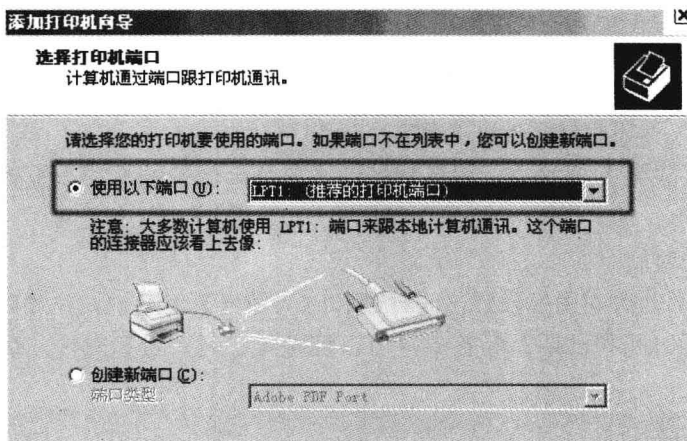 添加打印机向导
选择打印机端口
计算机通过端口跟打印机通讯。
请选择您的打印机要使用的端口。如果端口不在列表中，您可以创建新端口。
使用以下端口(U): LPT1: (推荐的打印机端口)
注意: 大多数计算机使用 LPT1: 端口来跟本地计算机通讯。这个端口
的连接器应该看上去像:
创建新端口(C):
端口类型: Adobe PDF Port